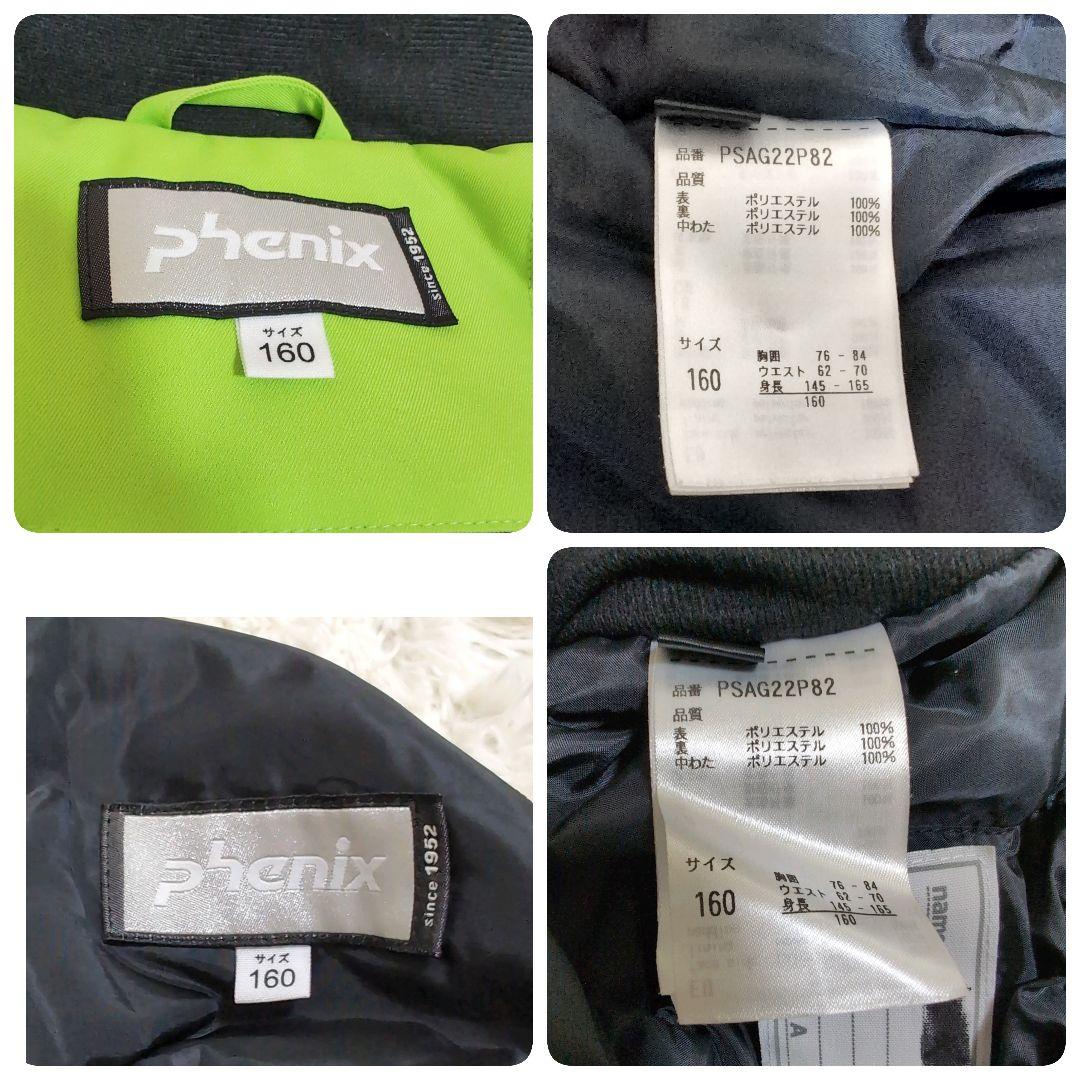 phenix
since 1952
サイズ
160
品番 PSAG22P82
品質
表 ポリエステル 100%
裏 ポリエステル 100%
中わた ポリエステル 100%
サイズ
160
胸囲 76 - 84
ウエスト 62 - 70
身長 145 - 165
160
phenix
since 1952
サイズ
160
品番 PSAG22P82
品質
表 ポリエステル 100%
裏 ポリエステル 100%
中わた ポリエステル 100%
サイズ
160
胸囲 76 - 84
ウエスト 62 - 70
身長 145 - 165
160
name
A